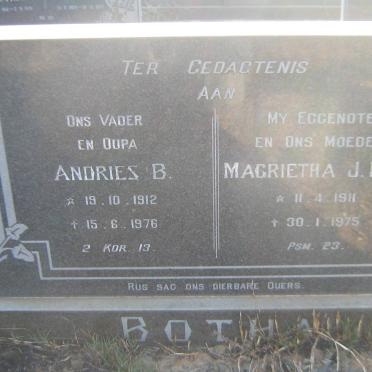 TER GEDAGTENIS
AAN
ONS VADER
EN OUPA
ANDRIES B.
☆ 19.10.1912
† 15.6.1976
2 KOR. 13.
MY EGGENOTE
EN ONS MOEDE
MAGRIETHA J.
☆ 11.4.1911
† 30.1.1975
PSM. 23.
RUS SAG ONS DIERBARE OUERS.
BOTHA